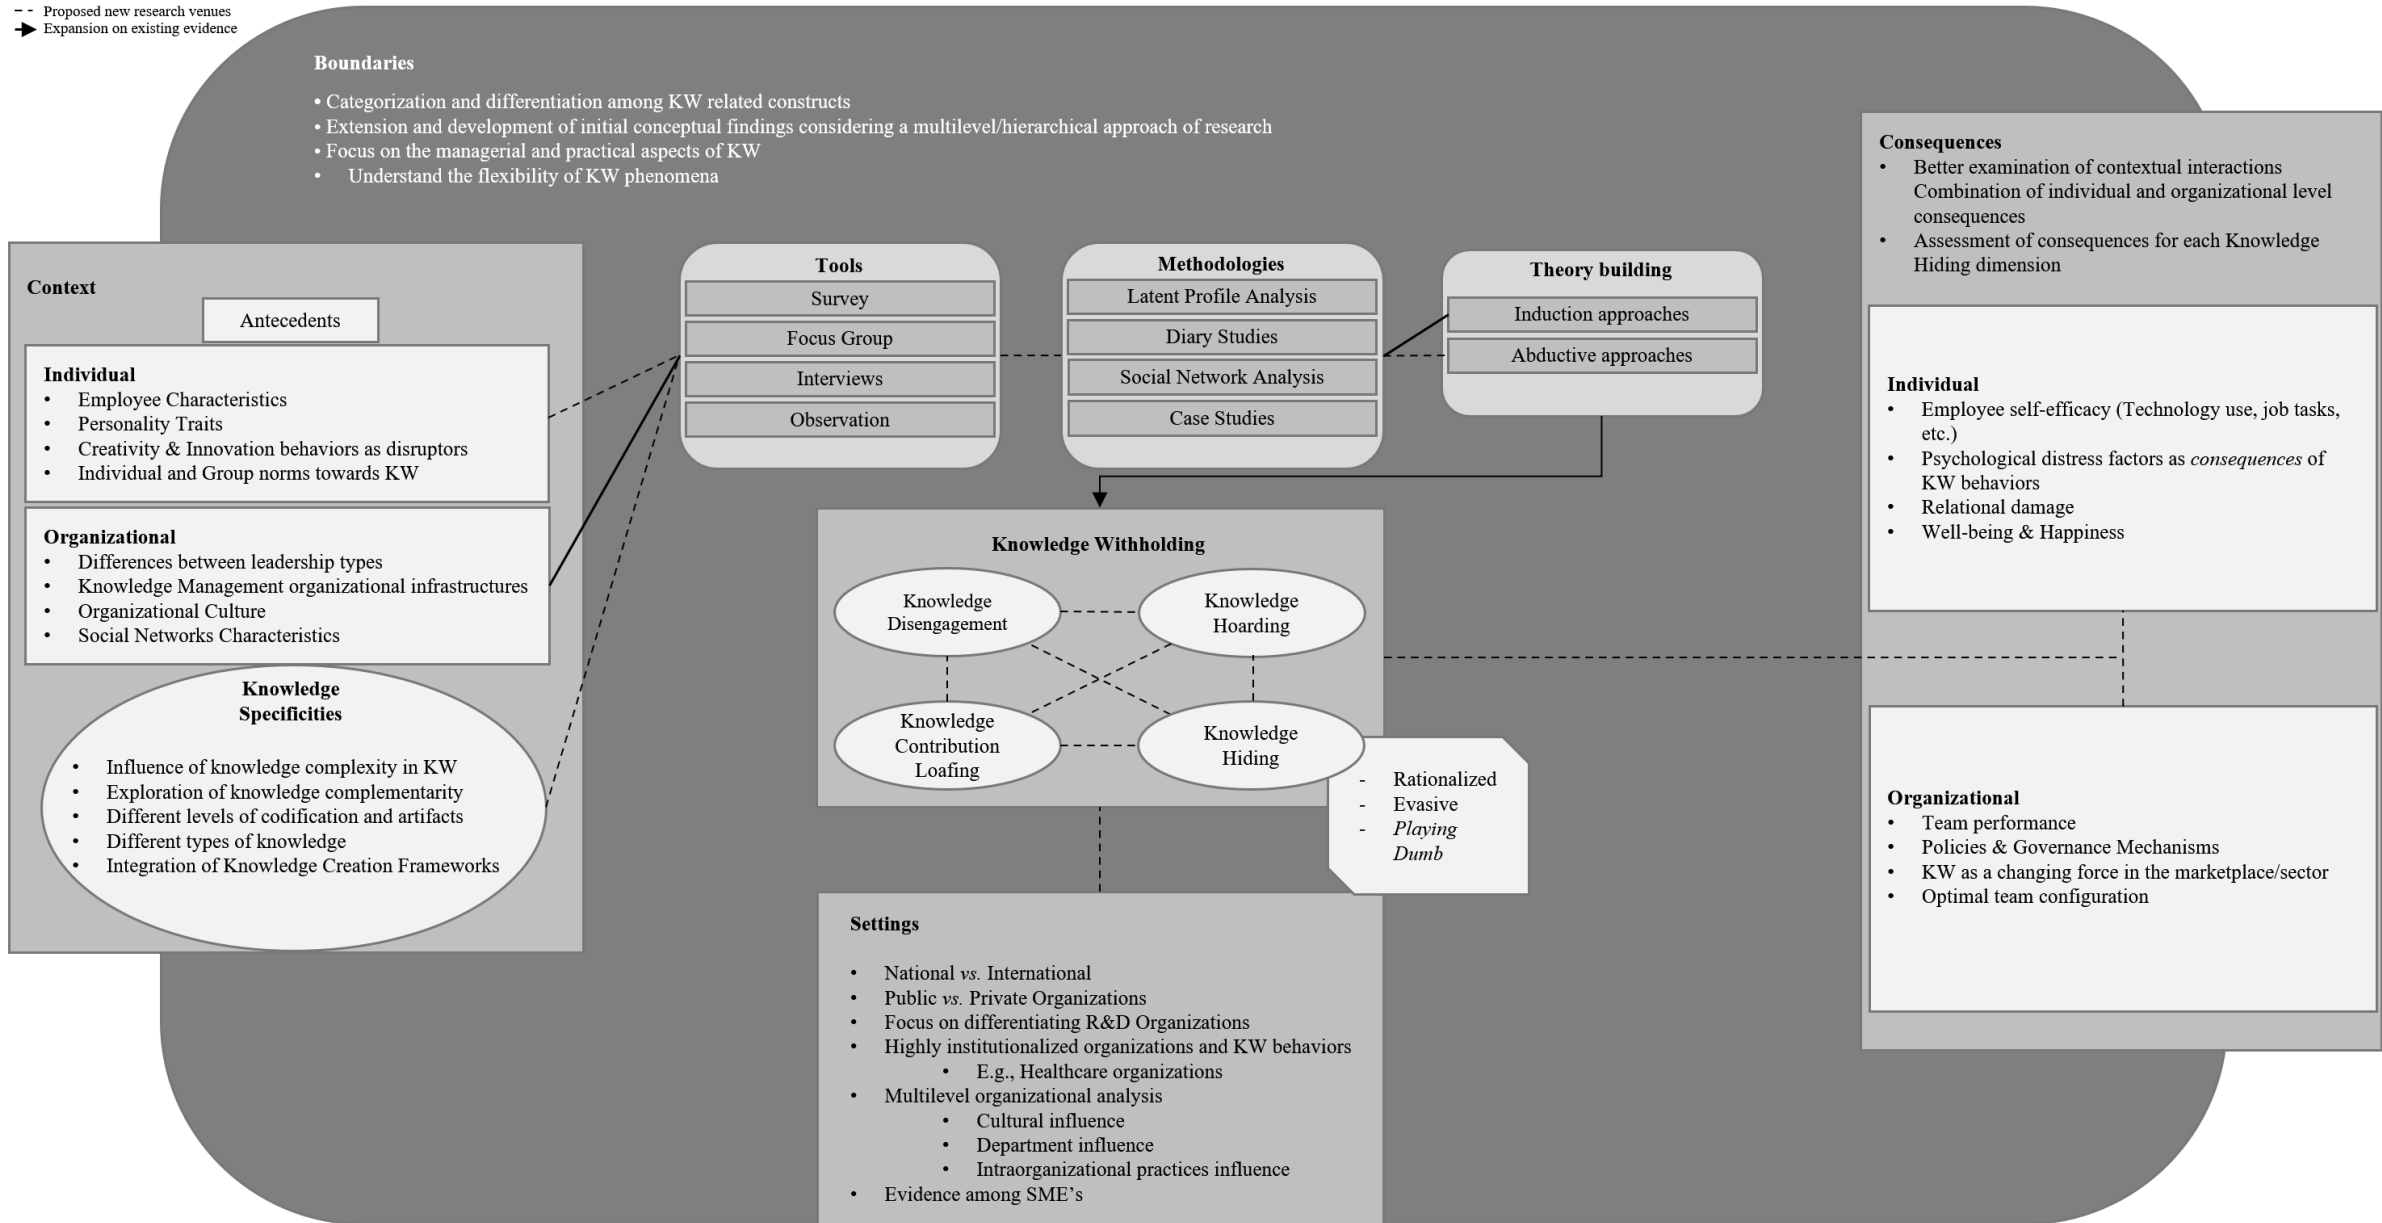 Proposed new research venues
Expansion on existing evidence
Boundaries
• Categorization and differentiation among KW related constructs
• Extension and development of initial conceptual findings considering a multilevel/hierarchical approach of research
• Focus on the managerial and practical aspects of KW
• Understand the flexibility of KW phenomena
Context
Antecedents
Individual
• Employee Characteristics
• Personality Traits
• Creativity & Innovation behaviors as disruptors
• Individual and Group norms towards KW
Organizational
• Differences between leadership types
• Knowledge Management organizational infrastructures
• Organizational Culture
• Social Networks Characteristics
Knowledge
Specificities
• Influence of knowledge complexity in KW
• Exploration of knowledge complementarity
• Different levels of codification and artifacts
• Different types of knowledge
• Integration of Knowledge Creation Frameworks
Tools
Survey
Focus Group
Interviews
Observation
Methodologies
Latent Profile Analysis
Diary Studies
Social Network Analysis
Case Studies
Theory building
Induction approaches
Abductive approaches
Knowledge Withholding
Knowledge
Disengagement
Knowledge
Hoarding
Knowledge
Contribution
Loafing
Knowledge
Hiding
- Rationalized
- Evasive
- Playing
Dumb
Settings
• National vs. International
• Public vs. Private Organizations
• Focus on differentiating R&D Organizations
• Highly institutionalized organizations and KW behaviors
• E.g., Healthcare organizations
• Multilevel organizational analysis
• Cultural influence
• Department influence
• Intraorganizational practices influence
• Evidence among SME's
Consequences
• Better examination of contextual interactions
Combination of individual and organizational level
consequences
• Assessment of consequences for each Knowledge
Hiding dimension
Individual
• Employee self-efficacy (Technology use, job tasks,
etc.)
• Psychological distress factors as consequences of
KW behaviors
• Relational damage
• Well-being & Happiness
Organizational
• Team performance
• Policies & Governance Mechanisms
• KW as a changing force in the marketplace/sector
• Optimal team configuration